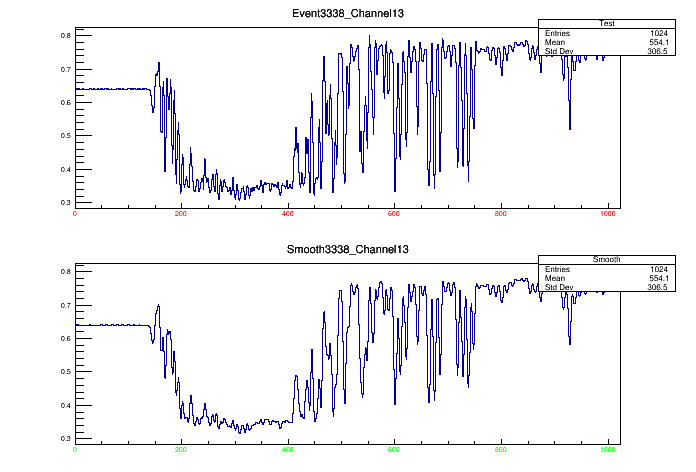 Event3338_Channel13
Test
Entries 1024
Mean 554.1
Std Dev 306.5
0.8
0.7
0.6
0.5
0.4
0.3
0 200 400 600 800 1000
Smooth3338_Channel13
Smooth
Entries 1024
Mean 554.1
Std Dev 306.5
0.8
0.7
0.6
0.5
0.4
0.3
0 200 400 600 800 1000